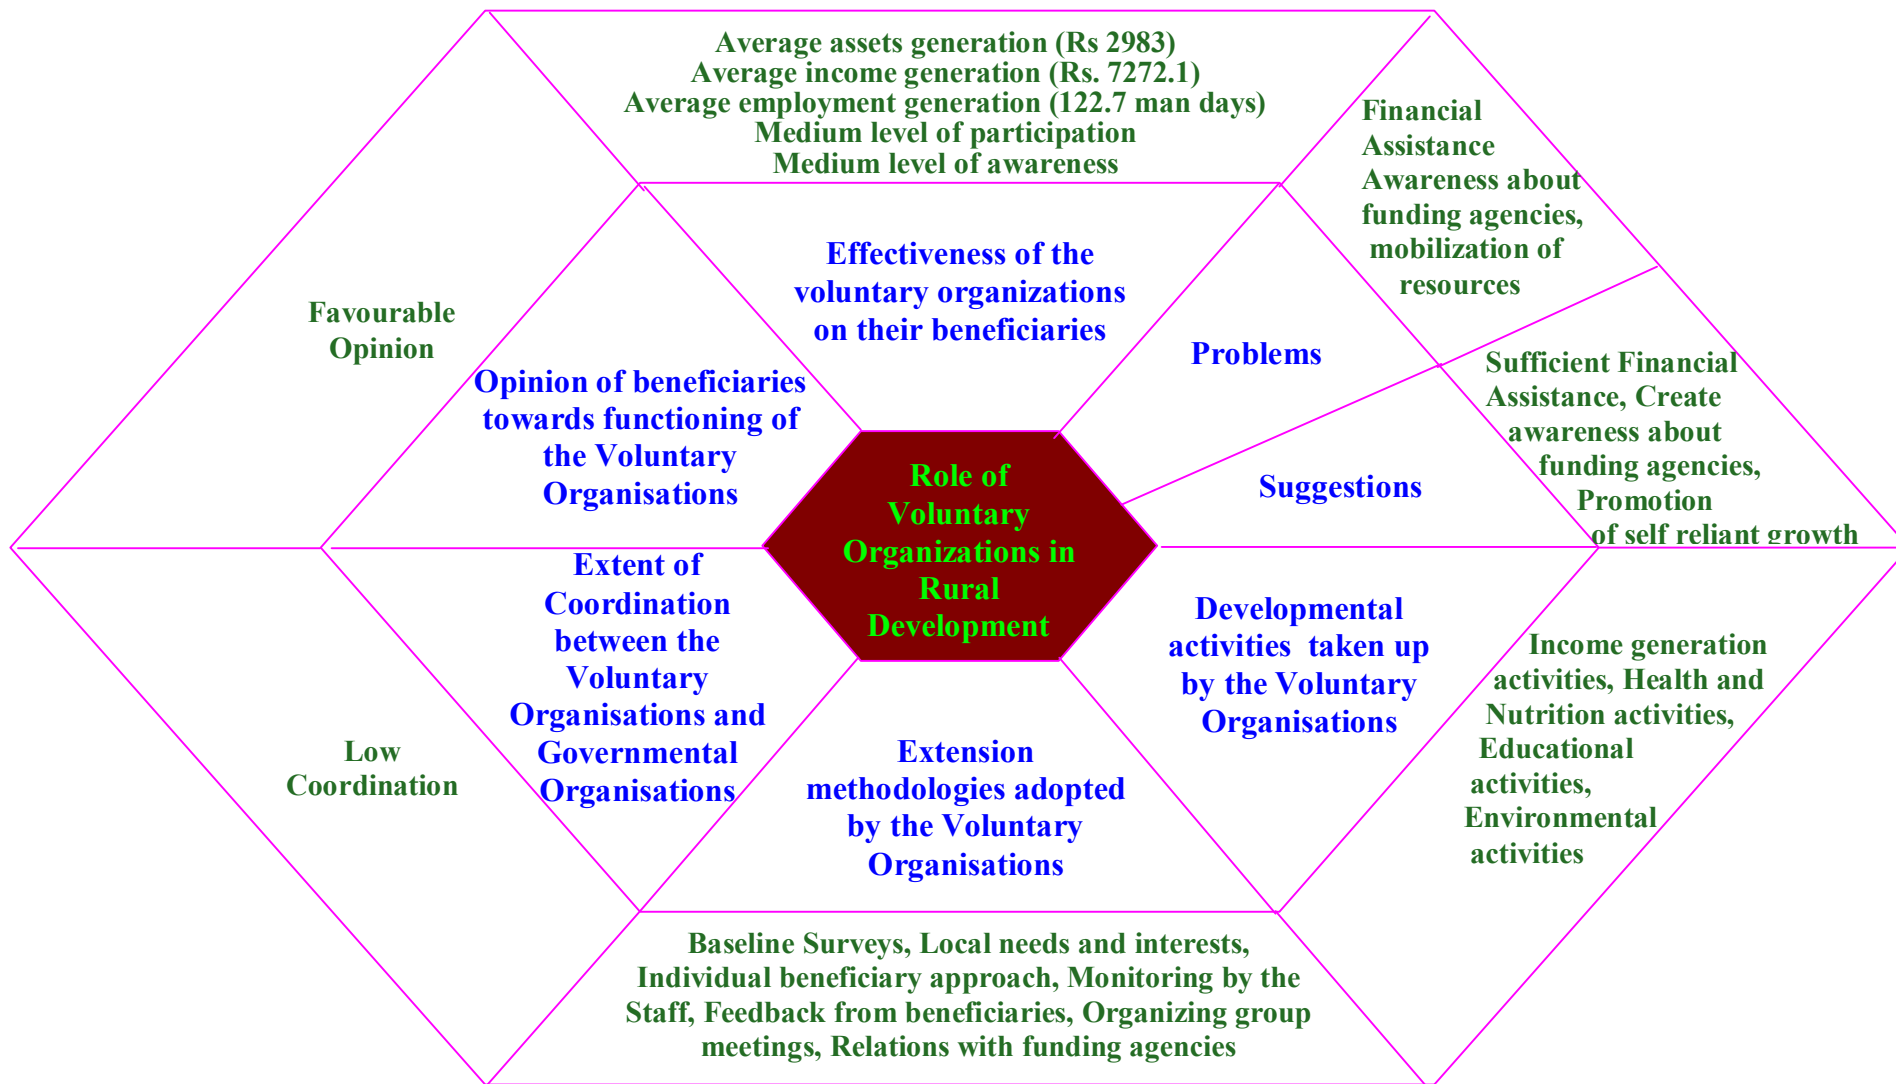 Average assets generation (Rs 2983)
Average income generation (Rs. 7272.1)
Average employment generation (122.7 man days)
Medium level of participation
Medium level of awareness
Financial
Assistance
Awareness about
funding agencies,
mobilization of
resources
Effectiveness of the
voluntary organizations
on their beneficiaries
Favourable
Opinion
Problems
Opinion of beneficiaries
towards functioning of
the Voluntary
Organisations
Sufficient Financial
Assistance, Create
awareness about
funding agencies,
Promotion
of self reliant growth
Suggestions
Role of
Voluntary
Organizations in
Rural
Development
Extent of
Coordination
between the
Voluntary
Organisations and
Governmental
Organisations
Developmental
activities taken up
by the Voluntary
Organisations
Income generation
activities, Health and
Nutrition activities,
Educational
activities,
Environmental
activities
Low
Coordination
Extension
methodologies adopted
by the Voluntary
Organisations
Baseline Surveys, Local needs and interests,
Individual beneficiary approach, Monitoring by the
Staff, Feedback from beneficiaries, Organizing group
meetings, Relations with funding agencies